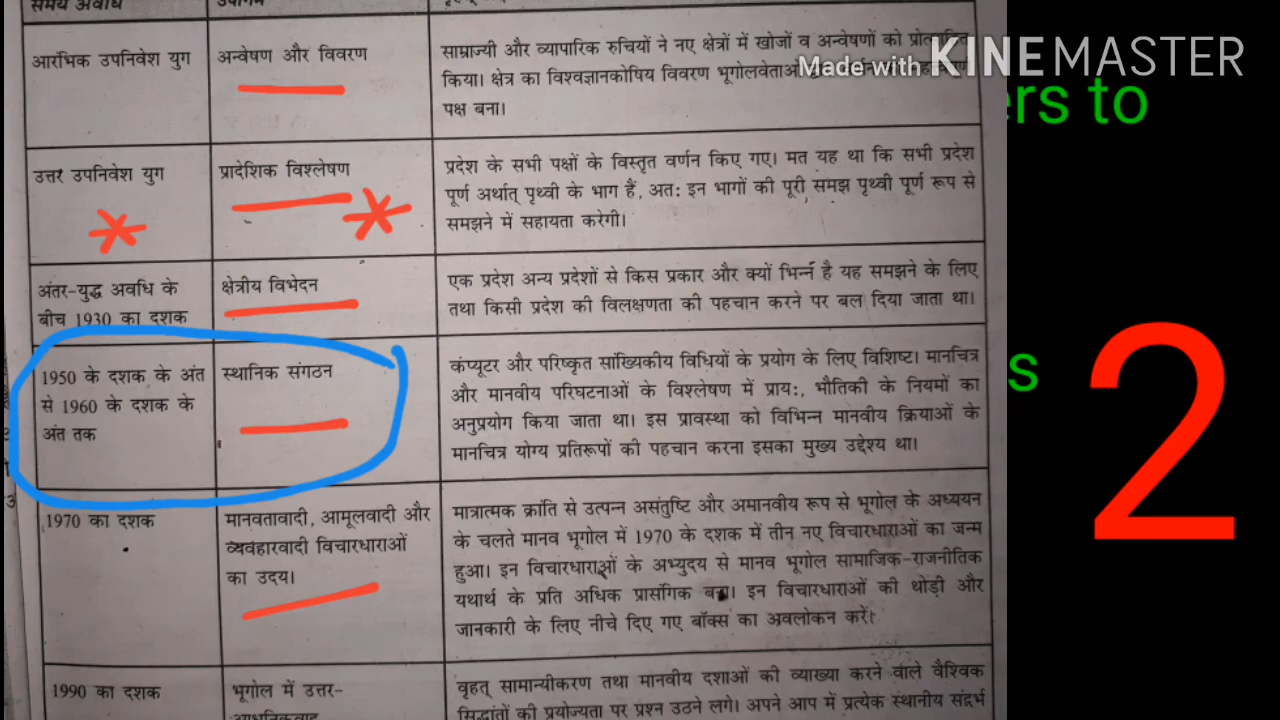 समय अवधि
उपागम
आरंभिक उपनिवेश युग
अन्वेषण और विवरण
साम्राज्यी और व्यापारिक रुचियों ने नए क्षेत्रों में खोजों व अन्वेषणों को
किया। क्षेत्र का विश्वज्ञानकोषिय विवरण
पक्ष बना।
Made with KINEMASTER
ers to
उत्तर उपनिवेश युग
प्रादेशिक विश्लेषण
प्रदेश के सभी पक्षों के विस्तृत वर्णन किए गए। मत यह था कि सभी प्रदेश
पूर्ण अर्थात् पृथ्वी के भाग हैं, अतः इन भागों की पूरी समझ पृथ्वी पूर्ण रूप से
समझने में सहायता करेगी।
अंतर-युद्ध अवधि के
बीच 1930 का दशक
क्षेत्रीय विभेदन
एक प्रदेश अन्य प्रदेशों से किस प्रकार और क्यों भिन्न है यह समझने के लिए
तथा किसी प्रदेश की विलक्षणता की पहचान करने पर बल दिया जाता था।
1950 के दशक के अंत
से 1960 के दशक के
अंत तक
स्थानिक संगठन
कंप्यूटर और परिष्कृत सांख्यिकीय विधियों के प्रयोग के लिए विशिष्ट। मानचित्र
और मानवीय परिघटनाओं के विश्लेषण में प्रायः, भौतिकी के नियमों का
अनुप्रयोग किया जाता था। इस प्रावस्था को विभिन्न मानवीय क्रियाओं के
मानचित्र योग्य प्रतिरूपों की पहचान करना इसका मुख्य उद्देश्य था।
s
2
1970 का दशक
मानवतावादी, आमूलवादी और
व्यवहारवादी विचारधाराओं
का उदय।
मात्रात्मक क्रांति से उत्पन्न असंतुष्टि और अमानवीय रूप से भूगोल के अध्ययन
के चलते मानव भूगोल में 1970 के दशक में तीन नए विचारधाराओं का जन्म
हुआ। इन विचारधाराओं के अभ्युदय से मानव भूगोल सामाजिक-राजनीतिक
यथार्थ के प्रति अधिक प्रासंगिक बना। इन विचारधाराओं की थोड़ी और
जानकारी के लिए नीचे दिए गए बॉक्स का अवलोकन करें।
1990 का दशक
भूगोल में उत्तर-
आधुनिकवाद
वृहत् सामान्यीकरण तथा मानवीय दशाओं की व्याख्या करने वाले वैश्विक
सिद्धांतों की प्रयोज्यता पर प्रश्न उठने लगे। अपने आप में प्रत्येक स्थानीय संदर्भ